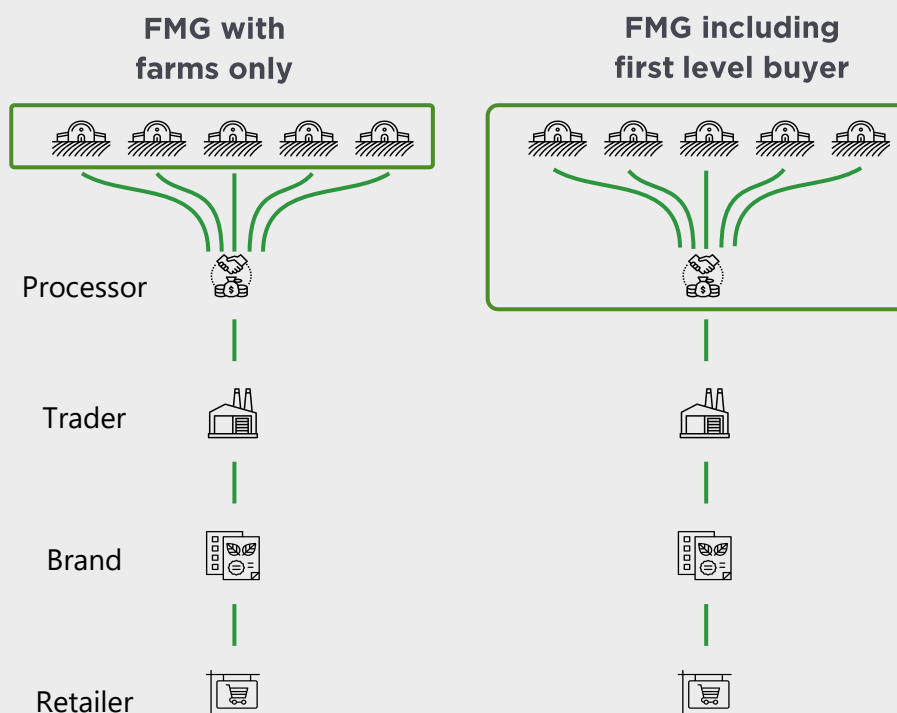 FMG with
farms only
FMG including
first level buyer
Processor
Trader
Brand
Retailer